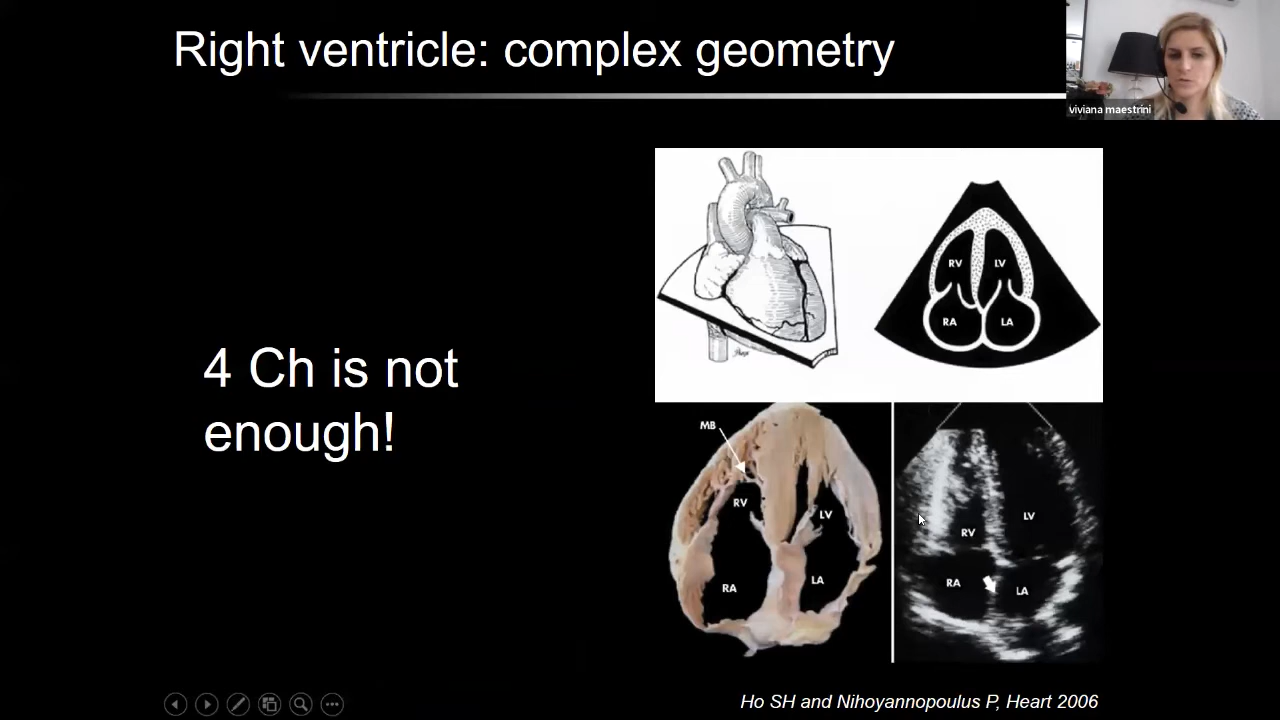 Right ventricle: complex geometry
viviana maestrini
4 Ch is not
enough!
RV
LV
RA
LA
MB
RV
LV
RA
LA
RV
LV
RA
LA
Ho SH and Nihoyannopoulus P, Heart 2006